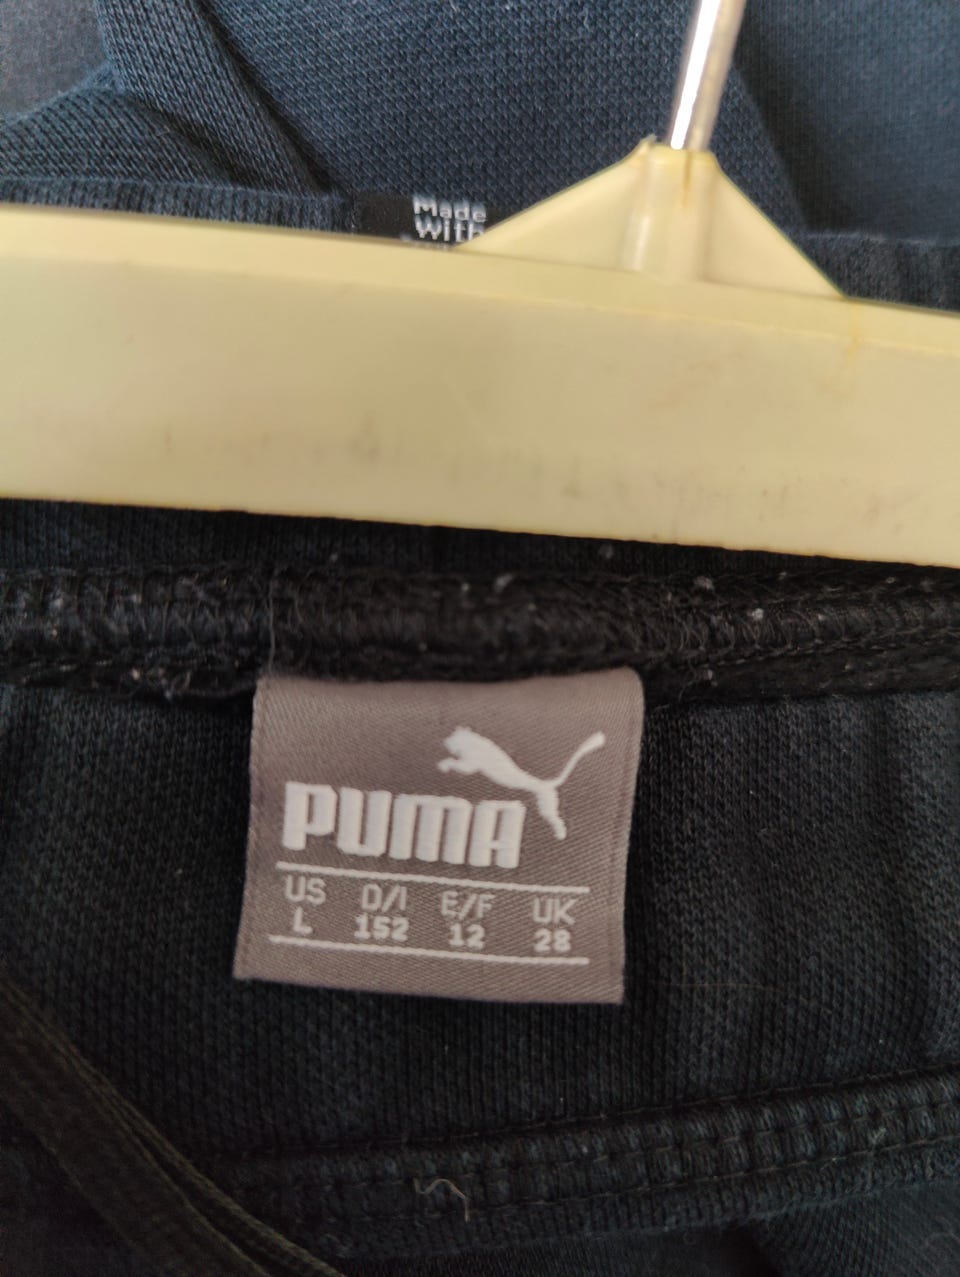 Made
With
PUMA
US D/I E/F UK
L 152 12 28